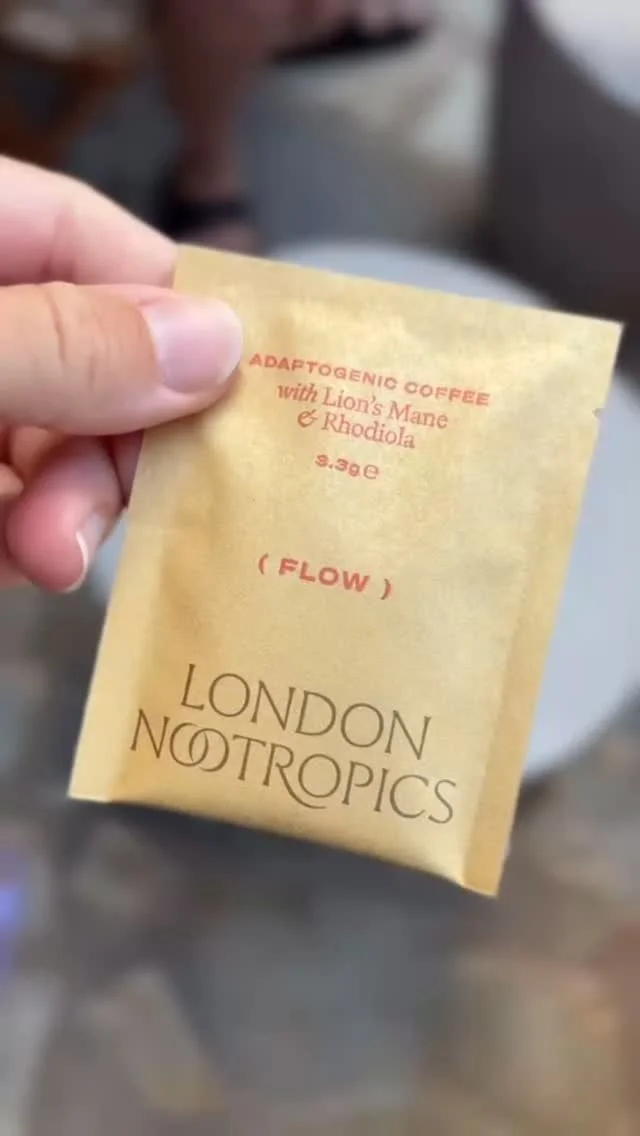 ADAPTOGENIC COFFEE
with Lion's Mane
& Rhodiola
3.3g ℮
( FLOW )
LONDON
NOOTROPICS